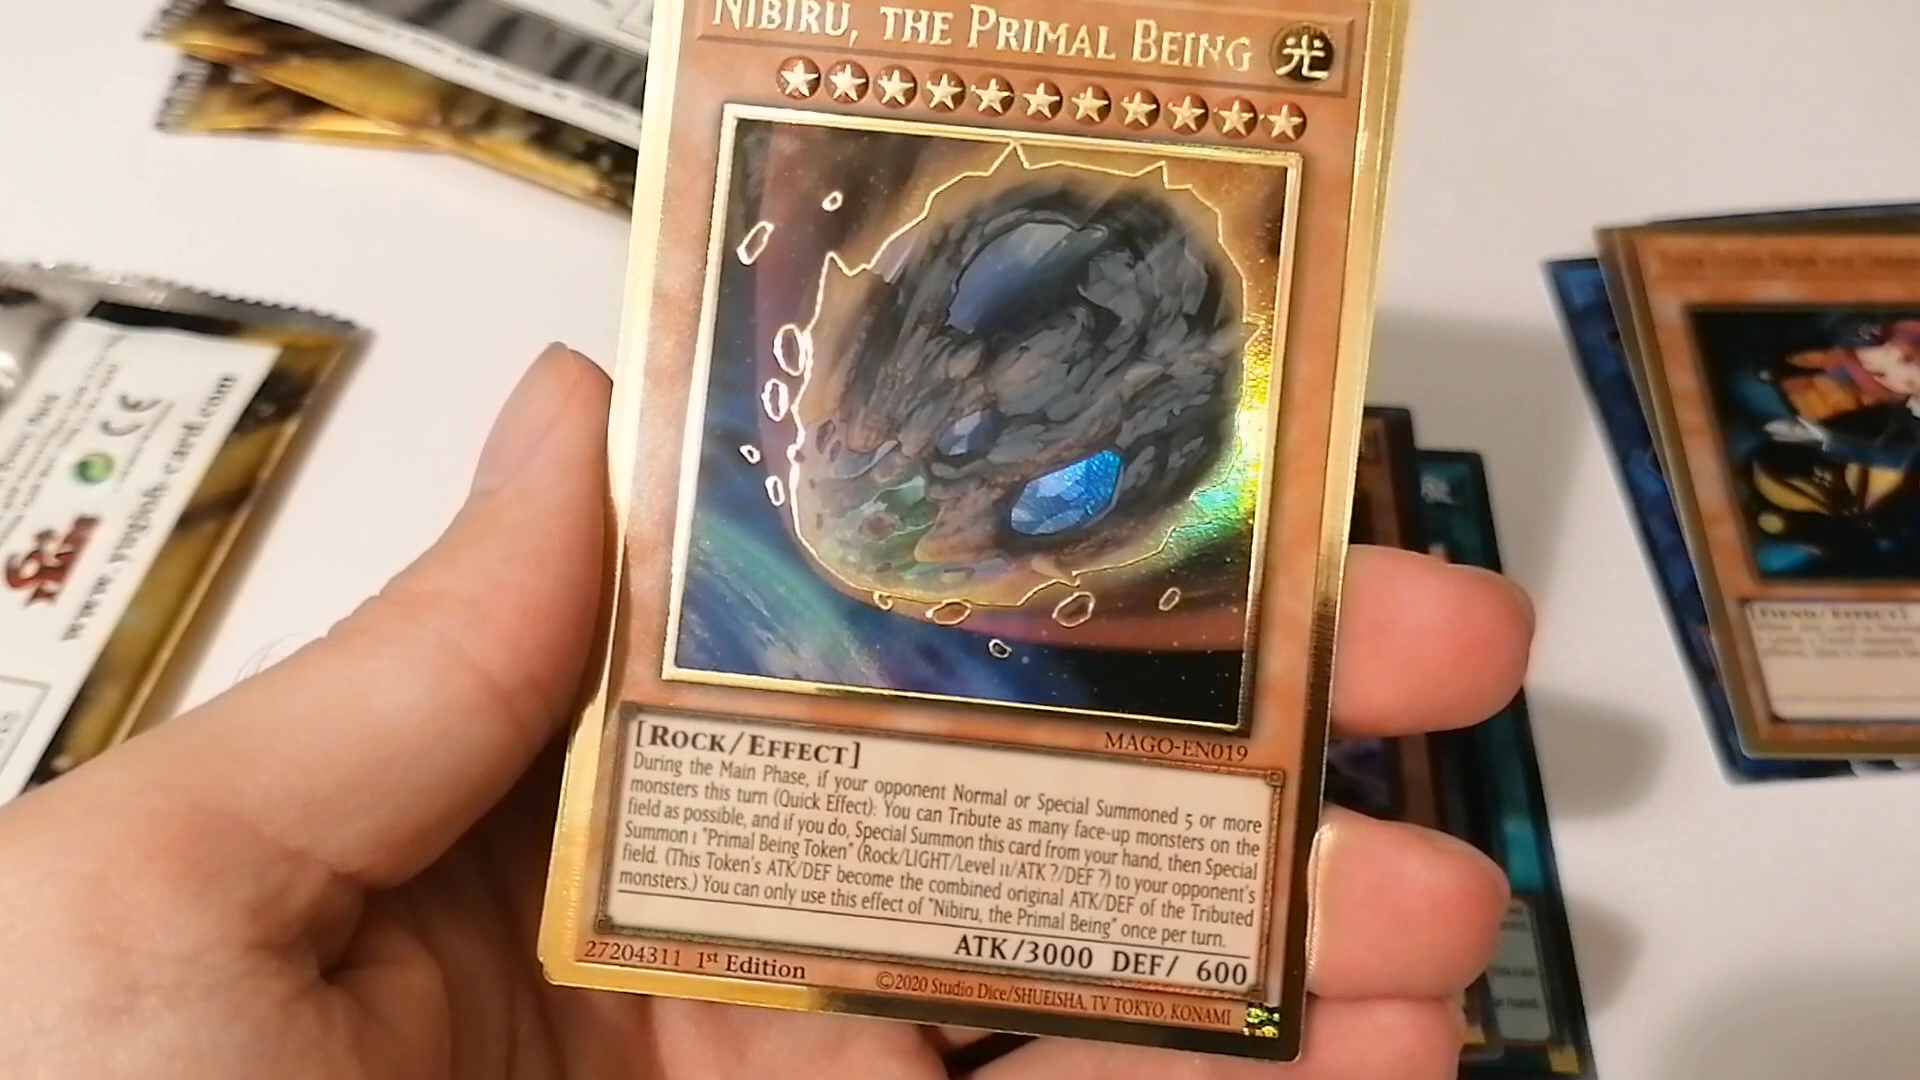 NIBIRU, THE PRIMAL BEING
光
MAGO-EN019
[ROCK/EFFECT]
During the Main Phase, if your opponent Normal or Special Summoned 5 or more
monsters this turn (Quick Effect): You can Tribute as many face-up monsters on the
field as possible, and if you do, Special Summon this card from your hand, then Special
Summon 1 "Primal Being Token" (Rock/LIGHT/Level 11/ATK ?/DEF ?) to your opponent's
field. (This Token's ATK/DEF become the combined original ATK/DEF of the Tributed
monsters.) You can only use this effect of "Nibiru, the Primal Being" once per turn.
ATK/3000 DEF/ 600
27204311 1st Edition
©2020 Studio Dice/SHUEISHA, TV TOKYO, KONAMI
www.yugioh-card.com
CE
[FIEND/EFFECT]